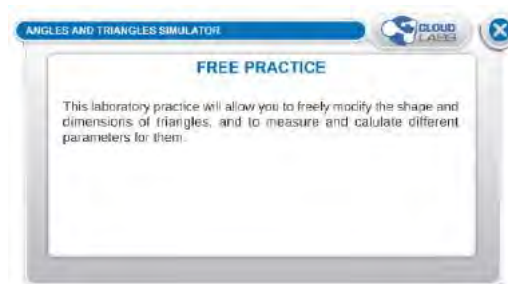 ANGLES AND TRIANGLES SIMULATOR
CLOUD
LABS
FREE PRACTICE
This laboratory practice will allow you to freely modify the shape and
dimensions of triangles, and to measure and calulate different
parameters for them.